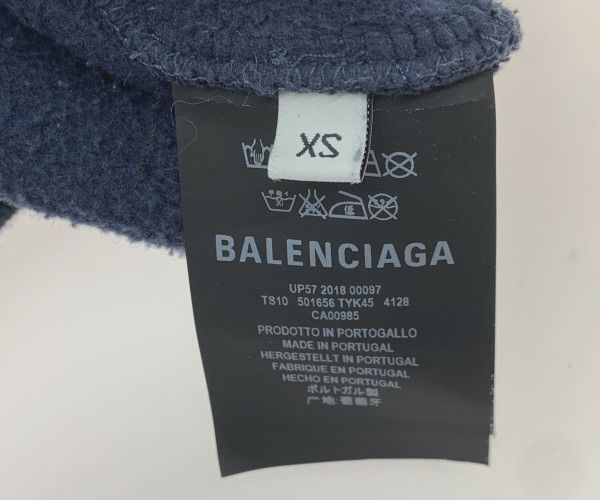 XS
30
BALENCIAGA
UP57 2018 00097
TS10 501656 TYK45 4128
CA00985
PRODOTTO IN PORTOGALLO
MADE IN PORTUGAL
HERGESTELLT IN PORTUGAL
FABRIQUE EN PORTUGAL
HECHO EN PORTUGAL
ポルトガル製
产地:葡萄牙